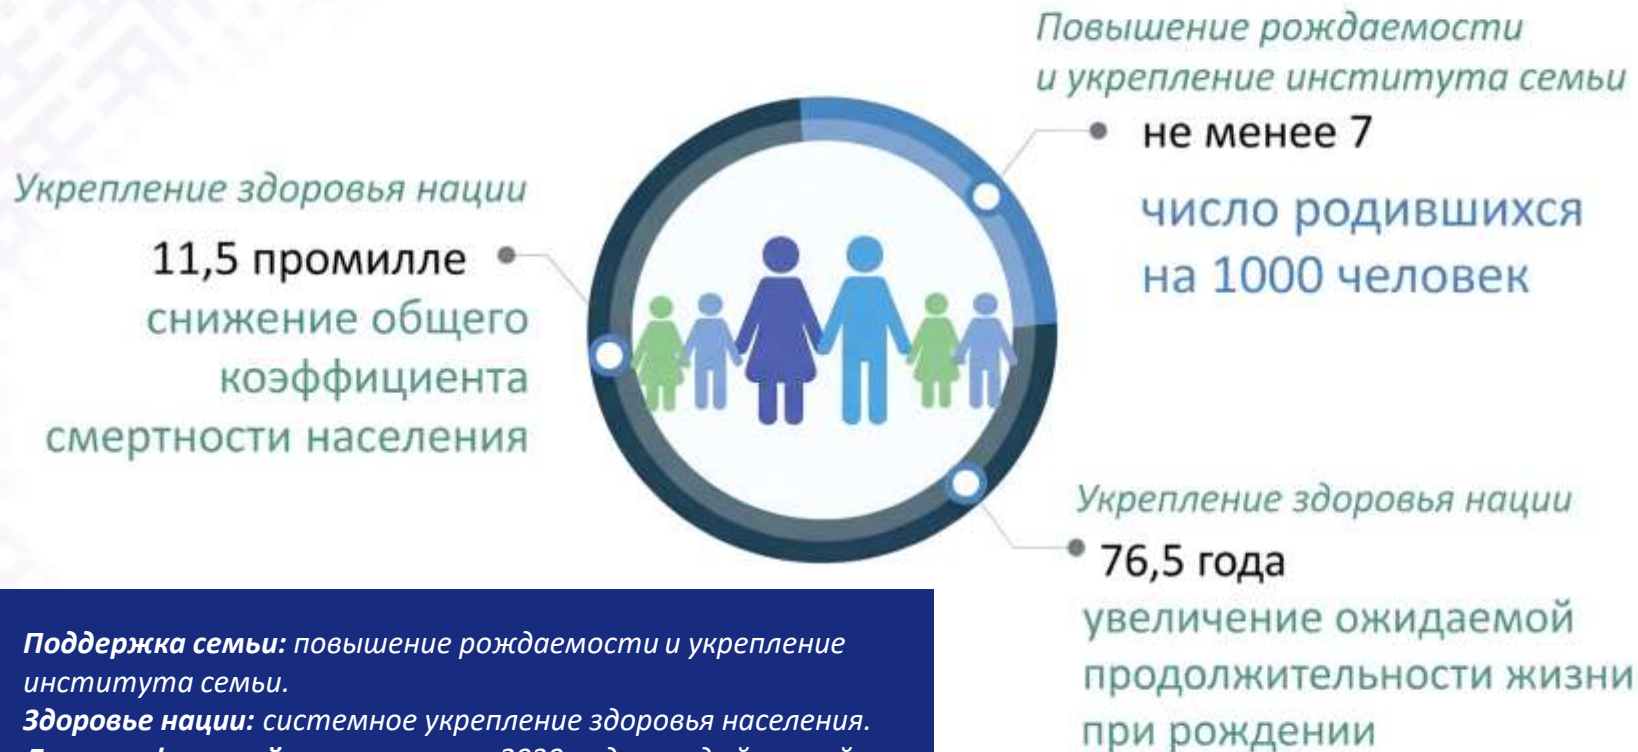 Повышение рождаемости
и укрепление института семьи
не менее 7
число родившихся
на 1000 человек
Укрепление здоровья нации
11,5 промилле
снижение общего
коэффициента
смертности населения
Укрепление здоровья нации
76,5 года
увеличение ожидаемой
продолжительности жизни
при рождении
Поддержка семьи: повышение рождаемости и укрепление
института семьи.
Здоровье нации: системное укрепление здоровья населения.